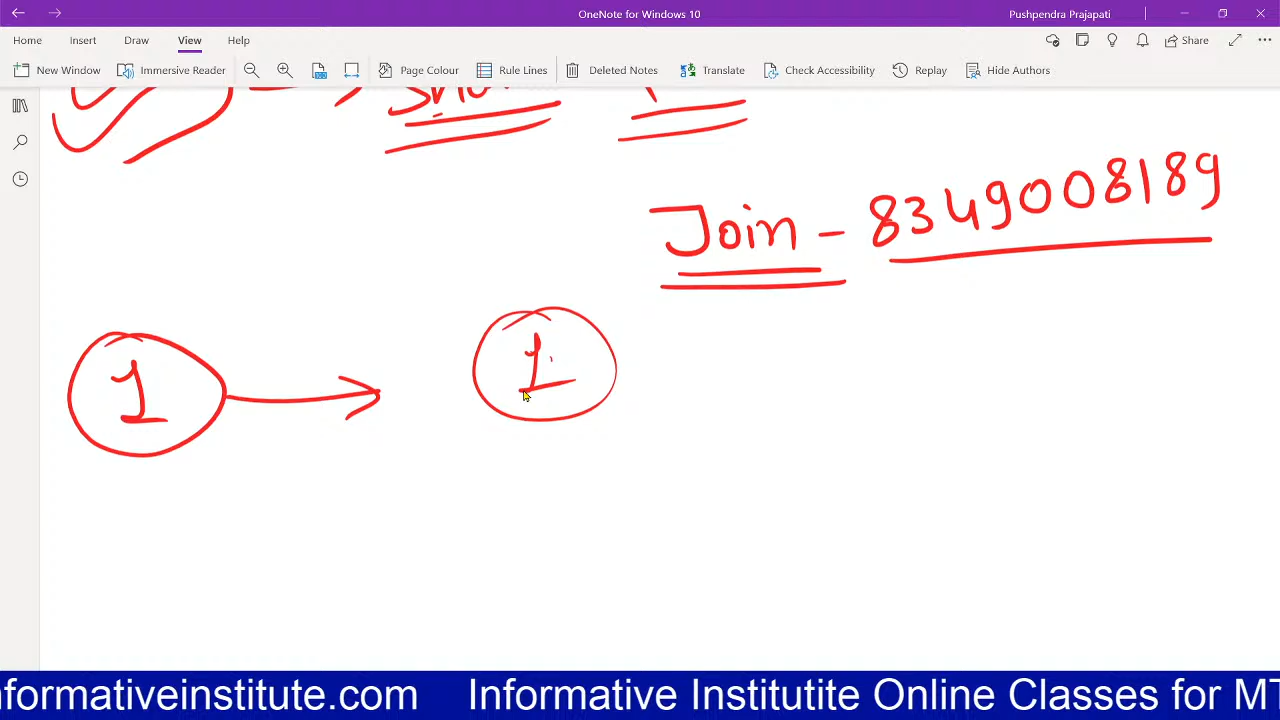 OneNote for Windows 10
Pushpendra Prajapati
Home Insert Draw View Help
Share
New Window Immersive Reader Page Colour Rule Lines Deleted Notes Translate Check Accessibility Replay Hide Authors
Join - 8349008189
1
1
nformativeinstitute.com Informative Institutite Online Classes for MT